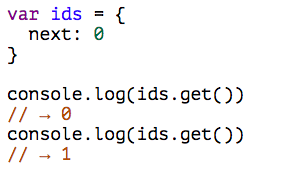 var ids = {
  next: 0
}
console.log(ids.get())
// → 0
console.log(ids.get())
// → 1